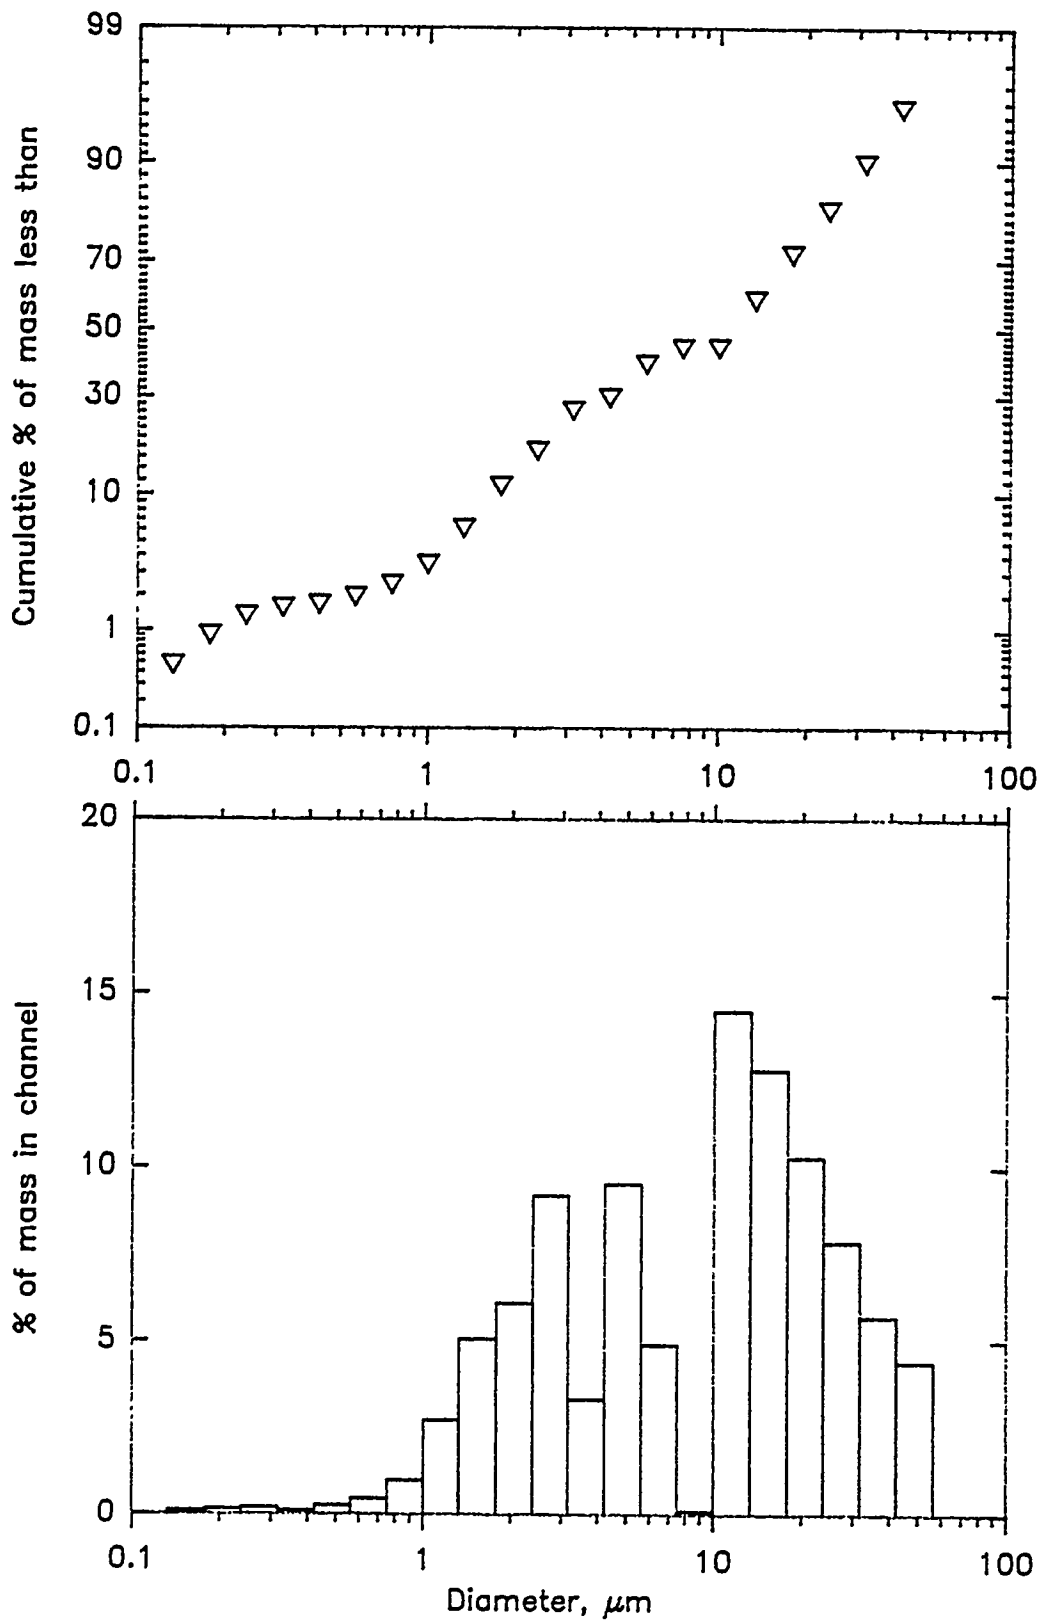 Cumulative % of mass less than
99
90
70
50
30
10
1
0.1
0.1 1 10 100
% of mass in channel
20
15
10
5
0
0.1 1 10 100
Diameter, μm